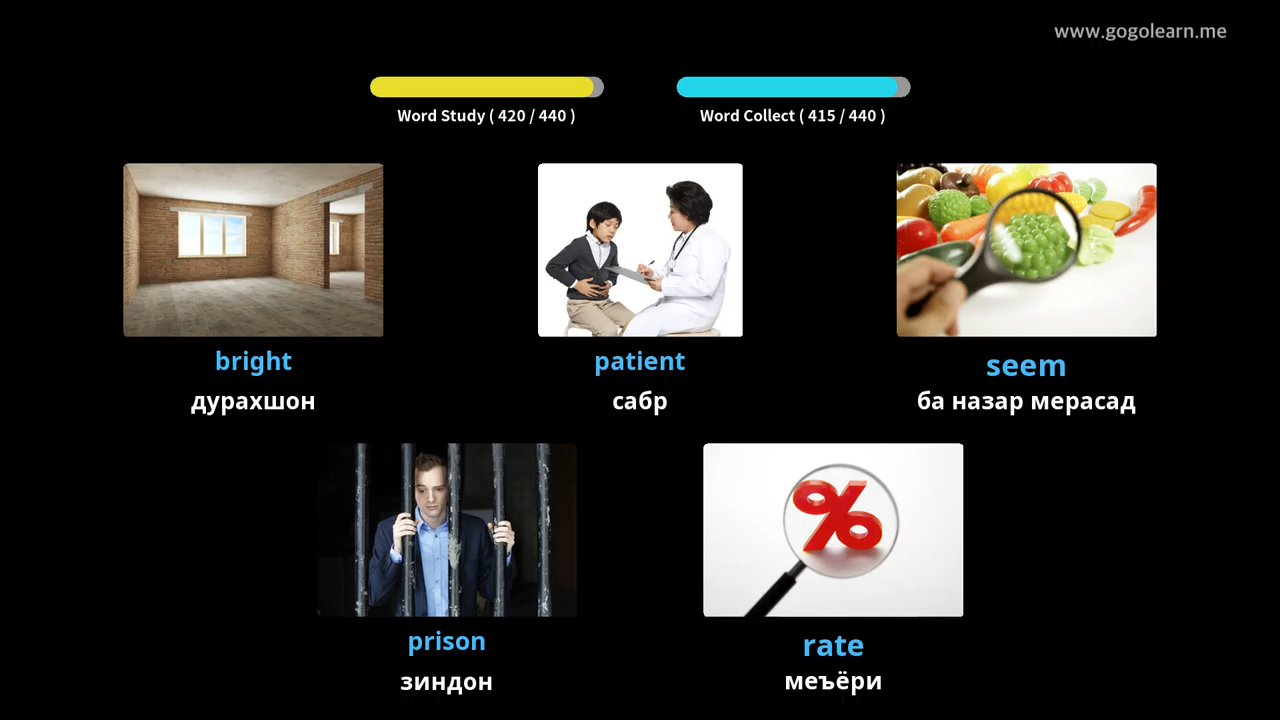 www.gogolearn.me
Word Study ( 420 / 440 )
Word Collect ( 415 / 440 )
bright
patient
seem
дурахшон
сабр
ба назар мерасад
%
prison
rate
зиндон
меъёри